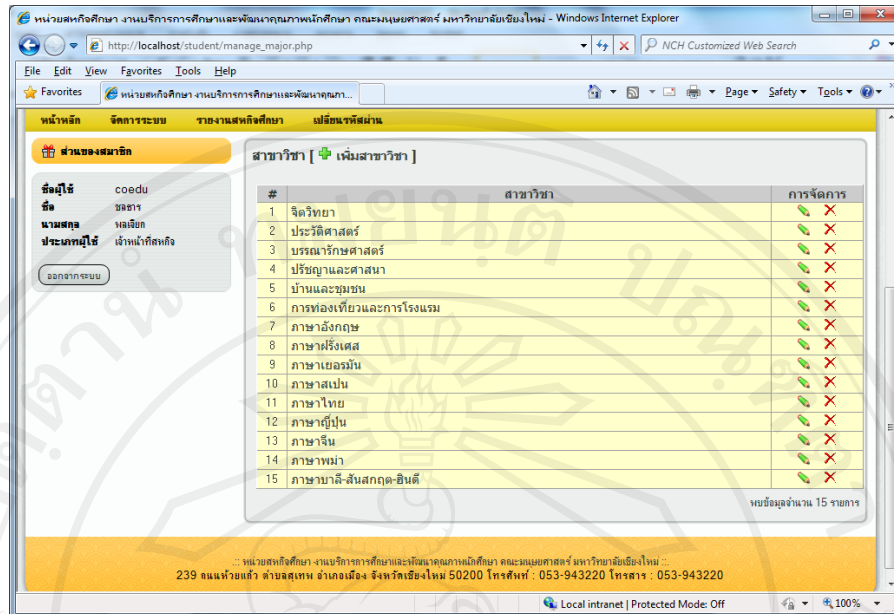 หน่วยสหกิจศึกษา งานบริการการศึกษาและพัฒนาคุณภาพนักศึกษา คณะมนุษยศาสตร์ มหาวิทยาลัยเชียงใหม่ - Windows Internet Explorer
http://localhost/student/manage_major.php
NCH Customized Web Search
File Edit View Favorites Tools Help
Favorites หน่วยสหกิจศึกษา งานบริการการศึกษาและพัฒนาคุณภา... Page Safety Tools
หน้าหลัก จัดการระบบ รายงานสหกิจศึกษา เปลี่ยนรหัสผ่าน
ส่วนของสมาชิก
ชื่อผู้ใช้ coedu
ชื่อ ชลธาร
นามสกุล
ประเภทผู้ใช้ เจ้าหน้าที่สหกิจ
ออกจากระบบ
สาขาวิชา [ เพิ่มสาขาวิชา ]
# สาขาวิชา การจัดการ
1 จิตวิทยา
2 ประวัติศาสตร์
3 บรรณารักษศาสตร์
4 ปรัชญาและศาสนา
5 บ้านและชุมชน
6 การท่องเที่ยวและการโรงแรม
7 ภาษาอังกฤษ
8 ภาษาฝรั่งเศส
9 ภาษาเยอรมัน
10 ภาษาสเปน
11 ภาษาไทย
12 ภาษาญี่ปุ่น
13 ภาษาจีน
14 ภาษาพม่า
15 ภาษาบาลี-สันสกฤต-ฮินดี
พบข้อมูลจำนวน 15 รายการ
.:: หน่วยสหกิจศึกษา งานบริการการศึกษาและพัฒนาคุณภาพนักศึกษา คณะมนุษยศาสตร์ มหาวิทยาลัยเชียงใหม่ ::.
239 ถนนห้วยแก้ว ตำบลสุเทพ อำเภอเมือง จังหวัดเชียงใหม่ 50200 โทรศัพท์ : 053-943220 โทรสาร : 053-943220
Local intranet | Protected Mode: Off 100%